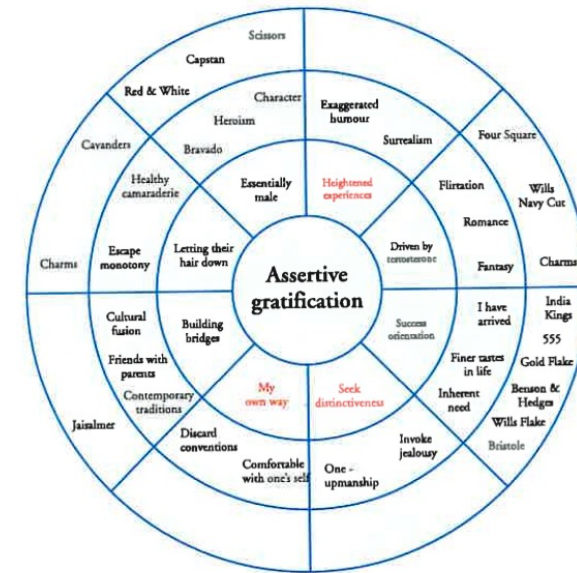 Scissors
Capstan
Red & White
Character
Heroism
Bravado
Exaggerated
humour
Surrealism
Four Square
Wills
Navy Cut
Charms
Cavanders
Healthy
camaraderie
Essentially
male
Heightened
experiences
Flirtation
Romance
Fantasy
Charms
Escape
monotony
Letting their
hair down
Driven by
testosterone
Assertive
gratification
Cultural
fusion
Friends with
parents
Contemporary
traditions
Building
bridges
Success
orientation
I have
arrived
Finer tastes
in life
Inherent
need
India
Kings
555
Gold Flake
Benson &
Hedges
Wills Flake
Bristole
Jaisalmer
My
own way
Seek
distinctiveness
Discard
conventions
Comfortable
with one's self
One -
upmanship
Invoke
jealousy